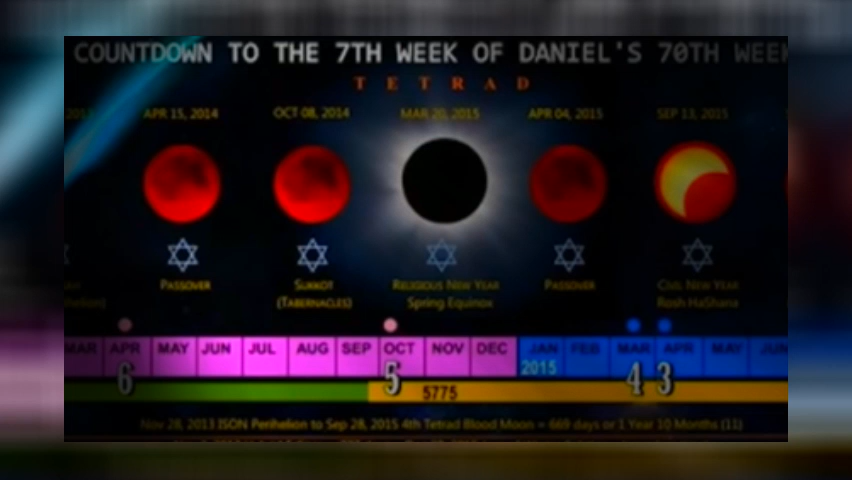 COUNTDOWN TO THE 7TH WEEK OF DANIEL'S 70TH WEEK
TETRAD
2013 APR 15, 2014 OCT 08, 2014 MAR 20, 2015 APR 04, 2015 SEP 13, 2015
PASSOVER SUKKOT RELIGIOUS NEW YEAR PASSOVER CIVIL NEW YEAR
(TABERNACLES) Spring Equinox Rosh HaShana
MAR APR MAY JUN JUL AUG SEP OCT NOV DEC JAN FEB MAR APR MAY JUN
2015
6 5 4 3
5775
Nov 28, 2013 ISON Perihelion to Sep 28, 2015 4th Tetrad Blood Moon = 669 days or 1 Year 10 Months (11)